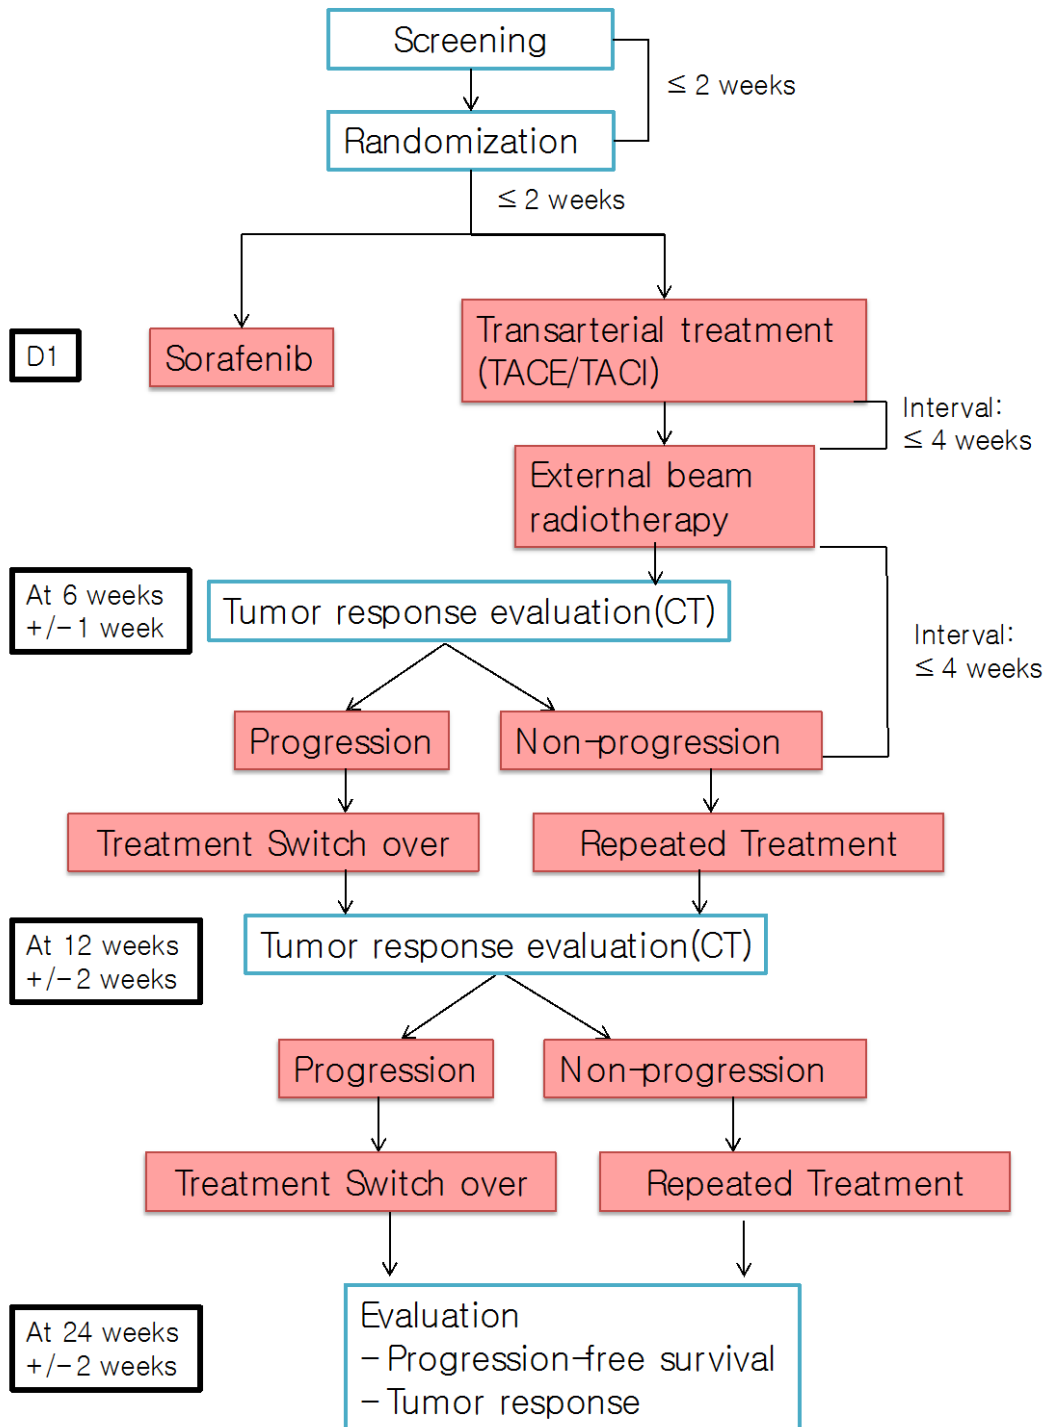 Screening
≤ 2 weeks
Randomization
≤ 2 weeks
D1
Sorafenib
Transarterial treatment
(TACE/TACI)
Interval:
≤ 4 weeks
External beam
radiotherapy
At 6 weeks
+/-1 week
Tumor response evaluation(CT)
Interval:
≤ 4 weeks
Progression
Non-progression
Treatment Switch over
Repeated Treatment
At 12 weeks
+/-2 weeks
Tumor response evaluation(CT)
Progression
Non-progression
Treatment Switch over
Repeated Treatment
At 24 weeks
+/-2 weeks
Evaluation
- Progression-free survival
- Tumor response